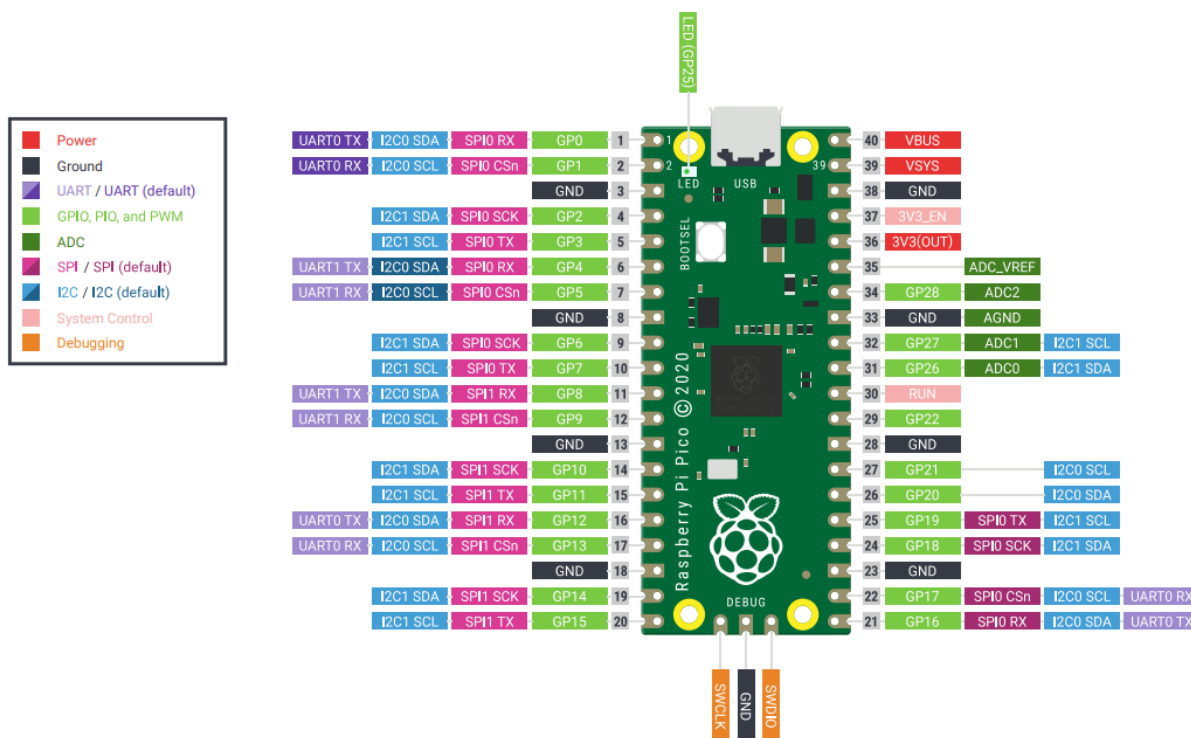 LED (GP25)
Power
Ground
UART / UART (default)
GPIO, PIO, and PWM
ADC
SPI / SPI (default)
I2C / I2C (default)
System Control
Debugging
UART0 TX I2C0 SDA SPI0 RX GP0 1
UART0 RX I2C0 SCL SPI0 CSn GP1 2
GND 3
I2C1 SDA SPI0 SCK GP2 4
I2C1 SCL SPI0 TX GP3 5
UART1 TX I2C0 SDA SPI0 RX GP4 6
UART1 RX I2C0 SCL SPI0 CSn GP5 7
GND 8
I2C1 SDA SPI0 SCK GP6 9
I2C1 SCL SPI0 TX GP7 10
UART1 TX I2C0 SDA SPI1 RX GP8 11
UART1 RX I2C0 SCL SPI1 CSn GP9 12
GND 13
I2C1 SDA SPI1 SCK GP10 14
I2C1 SCL SPI1 TX GP11 15
UART0 TX I2C0 SDA SPI1 RX GP12 16
UART0 RX I2C0 SCL SPI1 CSn GP13 17
GND 18
I2C1 SDA SPI1 SCK GP14 19
I2C1 SCL SPI1 TX GP15 20
1
2
39
LED
USB
BOOTSEL
Raspberry Pi Pico © 2020
DEBUG
40 VBUS
39 VSYS
38 GND
37 3V3_EN
36 3V3(OUT)
35 ADC_VREF
34 GP28 ADC2
33 GND AGND
32 GP27 ADC1 I2C1 SCL
31 GP26 ADC0 I2C1 SDA
30 RUN
29 GP22
28 GND
27 GP21 I2C0 SCL
26 GP20 I2C0 SDA
25 GP19 SPI0 TX I2C1 SCL
24 GP18 SPI0 SCK I2C1 SDA
23 GND
22 GP17 SPI0 CSn I2C0 SCL UART0 RX
21 GP16 SPI0 RX I2C0 SDA UART0 TX
SWCLK
GND
SWDIO